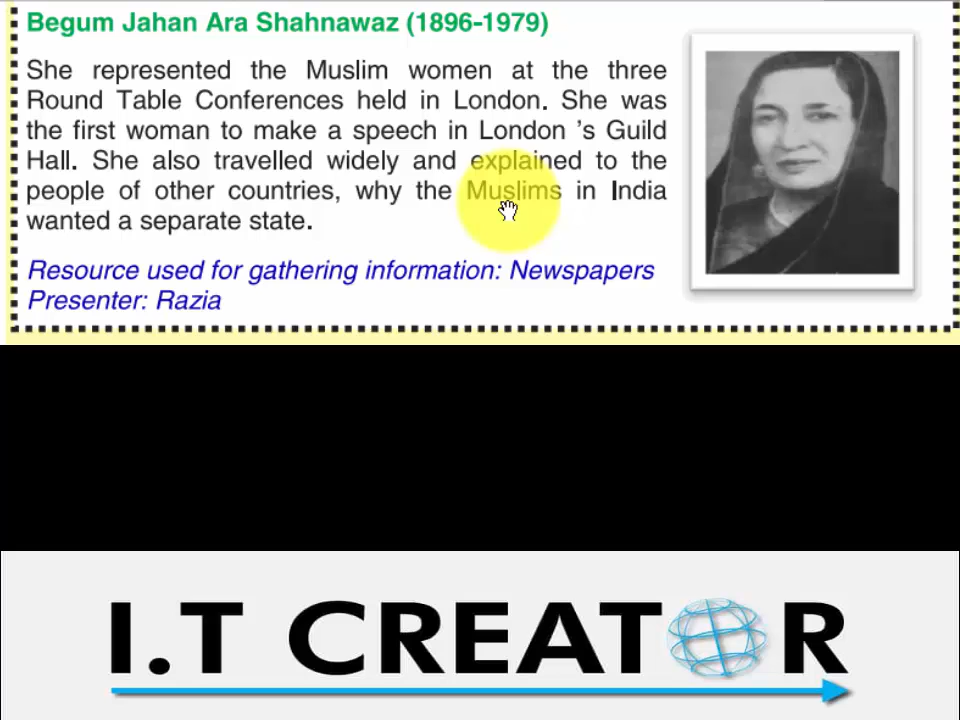 Begum Jahan Ara Shahnawaz (1896-1979)
She represented the Muslim women at the three
Round Table Conferences held in London. She was
the first woman to make a speech in London 's Guild
Hall. She also travelled widely and explained to the
people of other countries, why the Muslims in India
wanted a separate state.
Resource used for gathering information: Newspapers
Presenter: Razia
I.T CREATOR